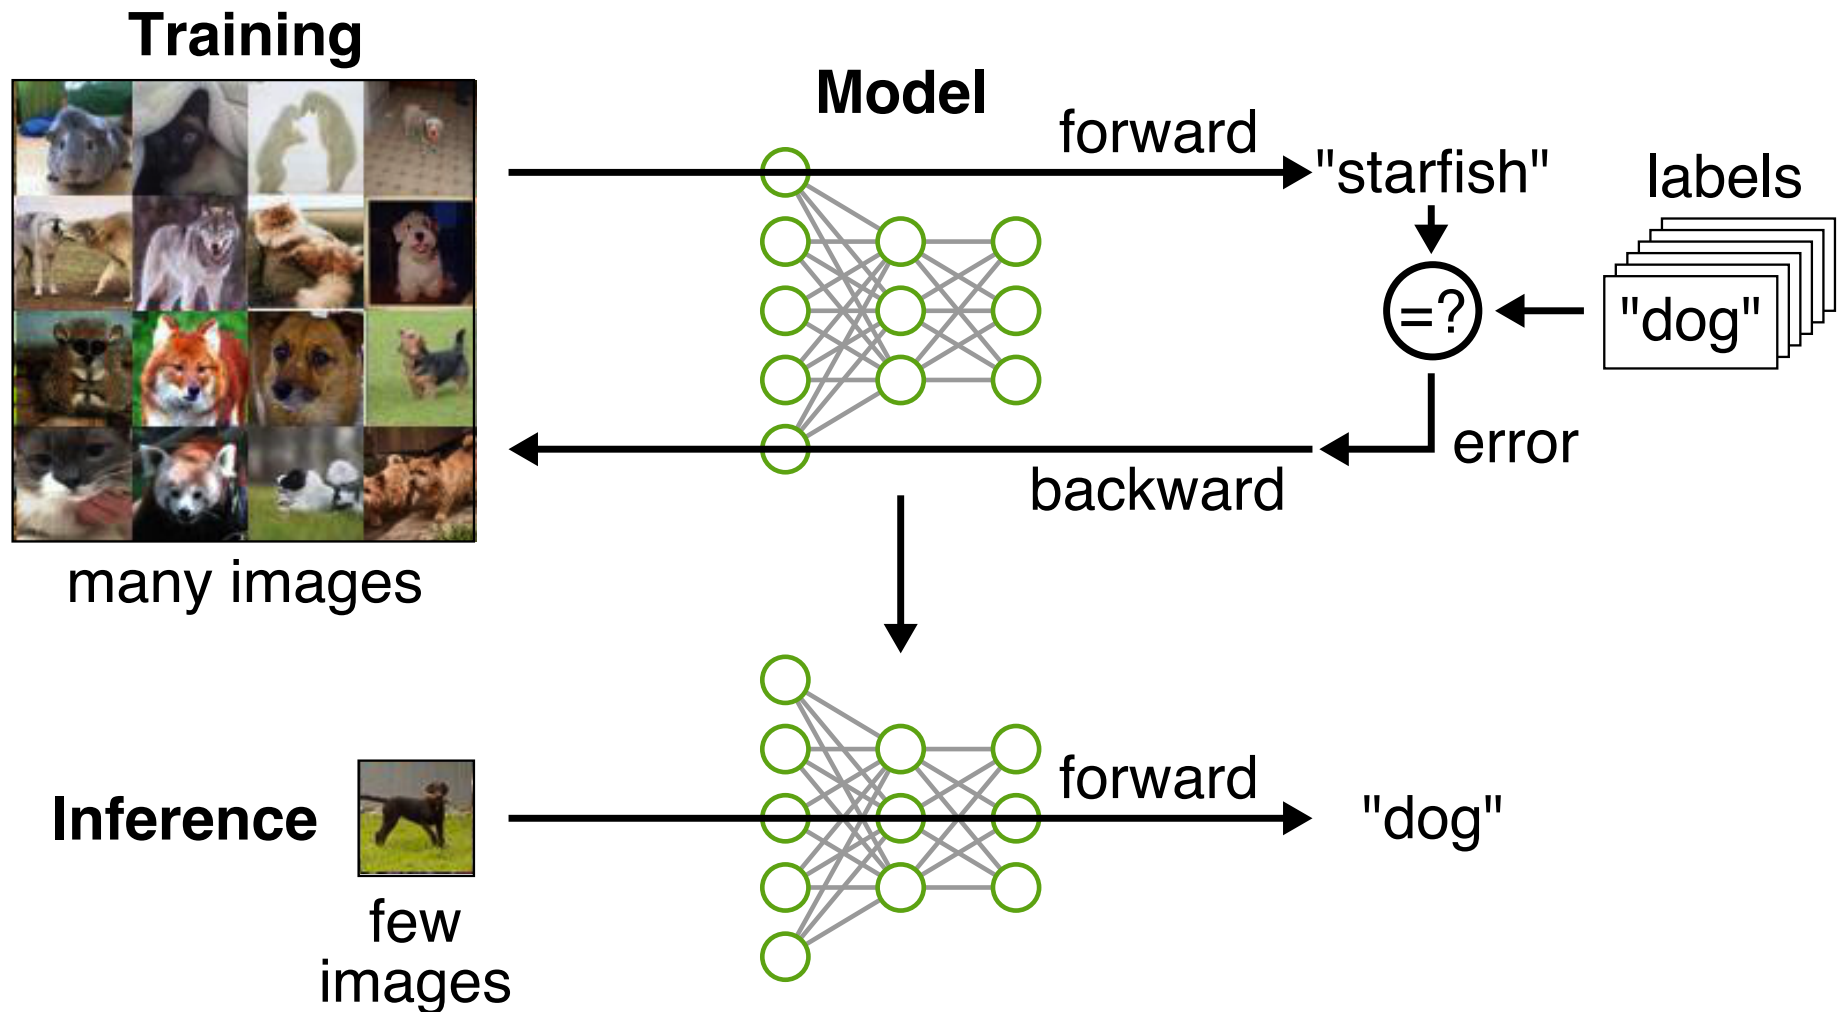 Training
Model
forward
"starfish"
labels
=?
"dog"
error
backward
many images
Inference
forward
"dog"
few
images